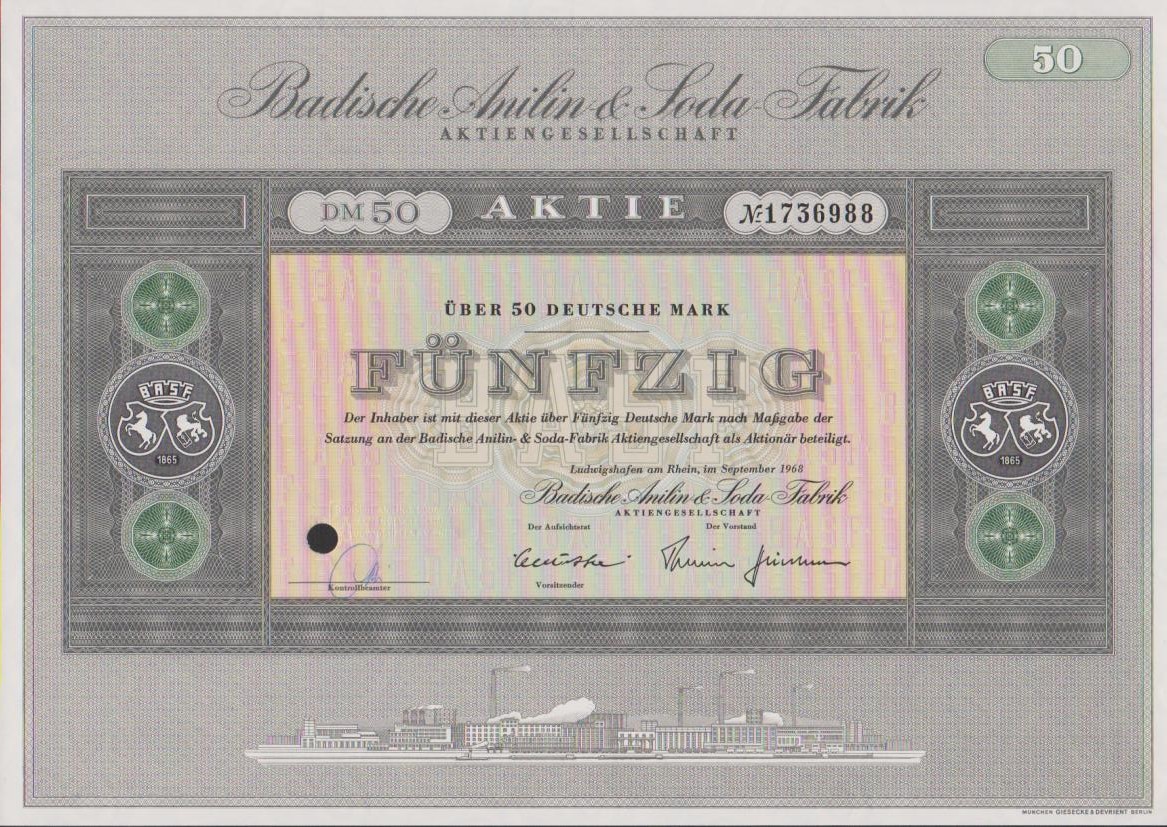 50
Badische Anilin- & Soda-Fabrik
AKTIENGESELLSCHAFT
DM 50 AKTIE №1736988
ÜBER 50 DEUTSCHE MARK
FÜNFZIG
Der Inhaber ist mit dieser Aktie über Fünfzig Deutsche Mark nach Maßgabe der
Satzung an der Badische Anilin- & Soda-Fabrik Aktiengesellschaft als Aktionär beteiligt.
Ludwigshafen am Rhein, im September 1968
Badische Anilin & Soda-Fabrik
AKTIENGESELLSCHAFT
Der Aufsichtsrat Der Vorstand
Vorsitzender
Kontrollbeamter
BASF
1865
BASF
1865
MÜNCHEN GIESECKE & DEVRIENT BERLIN